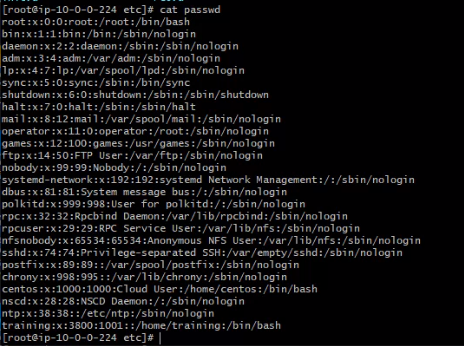 [root@ip-10-0-0-224 etc]# cat passwd
root:x:0:0:root:/root:/bin/bash
bin:x:1:1:bin:/bin:/sbin/nologin
daemon:x:2:2:daemon:/sbin:/sbin/nologin
adm:x:3:4:adm:/var/adm:/sbin/nologin
lp:x:4:7:lp:/var/spool/lpd:/sbin/nologin
sync:x:5:0:sync:/sbin:/bin/sync
shutdown:x:6:0:shutdown:/sbin:/sbin/shutdown
halt:x:7:0:halt:/sbin:/sbin/halt
mail:x:8:12:mail:/var/spool/mail:/sbin/nologin
operator:x:11:0:operator:/root:/sbin/nologin
games:x:12:100:games:/usr/games:/sbin/nologin
ftp:x:14:50:FTP User:/var/ftp:/sbin/nologin
nobody:x:99:99:Nobody:/:/sbin/nologin
systemd-network:x:192:192:systemd Network Management:/:/sbin/nologin
dbus:x:81:81:System message bus:/:/sbin/nologin
polkitd:x:999:998:User for polkitd:/:/sbin/nologin
rpc:x:32:32:Rpcbind Daemon:/var/lib/rpcbind:/sbin/nologin
rpcuser:x:29:29:RPC Service User:/var/lib/nfs:/sbin/nologin
nfsnobody:x:65534:65534:Anonymous NFS User:/var/lib/nfs:/sbin/nologin
sshd:x:74:74:Privilege-separated SSH:/var/empty/sshd:/sbin/nologin
postfix:x:89:89::/var/spool/postfix:/sbin/nologin
chrony:x:998:995::/var/lib/chrony:/sbin/nologin
centos:x:1000:1000:Cloud User:/home/centos:/bin/bash
nscd:x:28:28:NSCD Daemon:/:/sbin/nologin
ntp:x:38:38::/etc/ntp:/sbin/nologin
training:x:3800:1001::/home/training:/bin/bash
[root@ip-10-0-0-224 etc]#